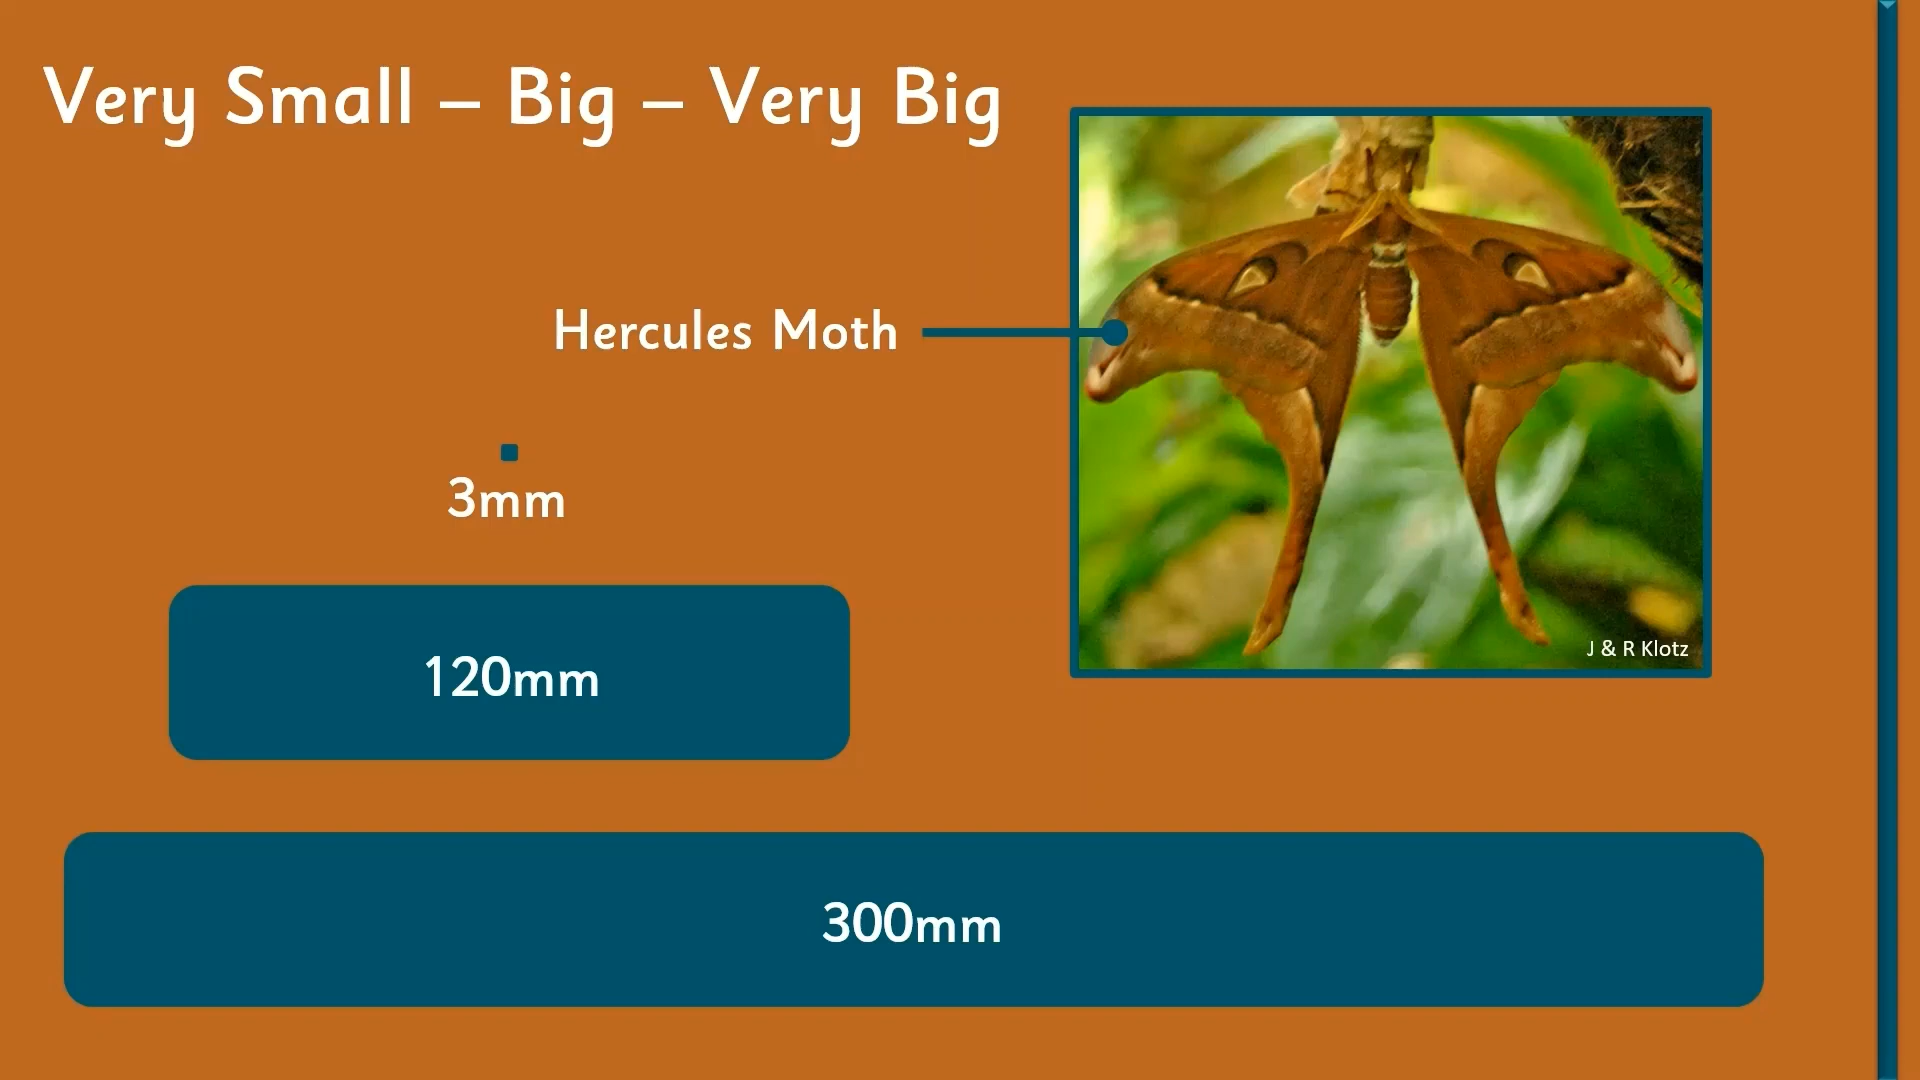 Very Small – Big – Very Big
Hercules Moth
3mm
120mm
J & R Klotz
300mm